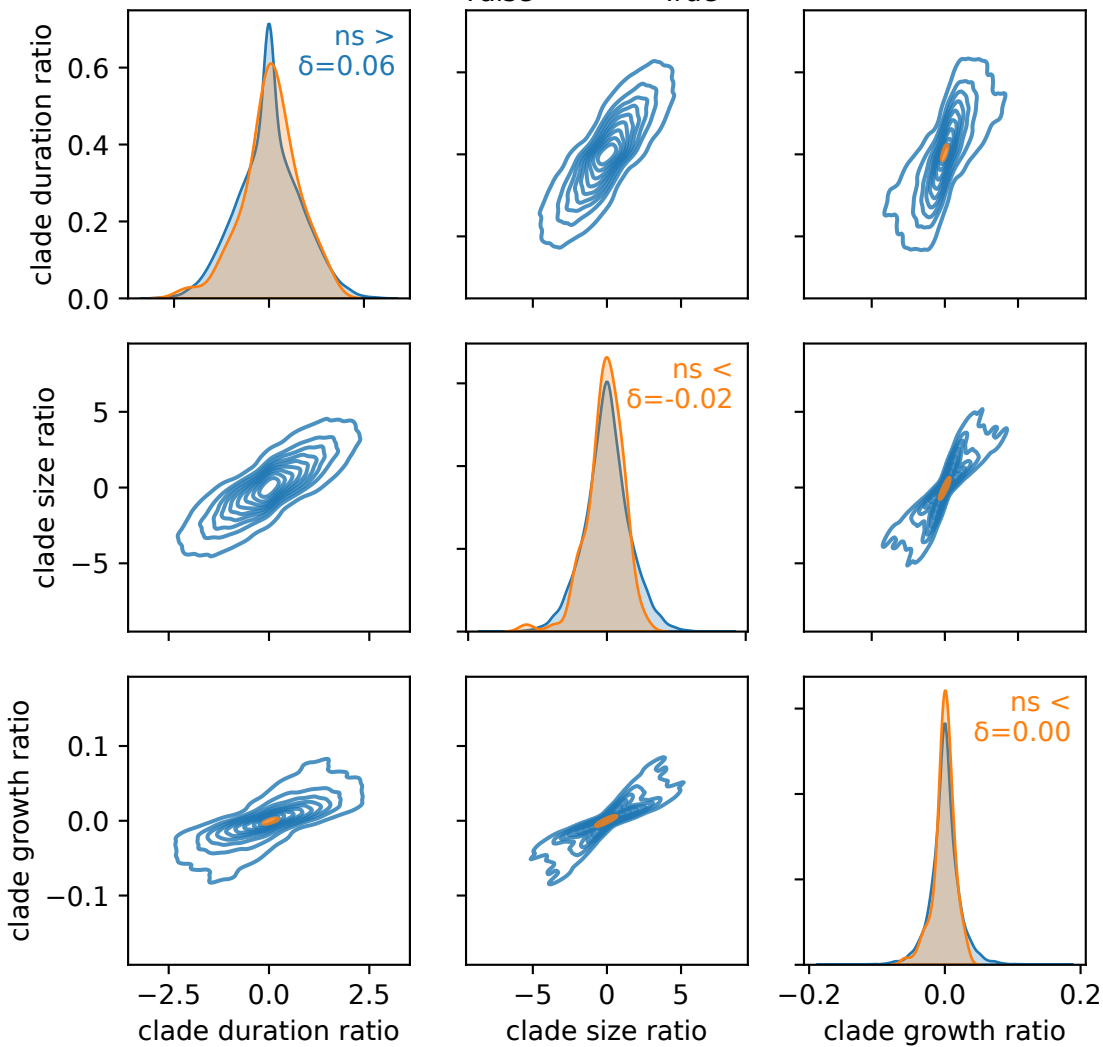 clade duration ratio
0.6
0.4
0.2
0.0
ns >
δ=0.06
clade size ratio
5
0
−5
ns <
δ=-0.02
clade growth ratio
0.1
0.0
−0.1
ns <
δ=0.00
−2.5 0.0 2.5
−5 0 5
−0.2 0.0 0.2
clade duration ratio
clade size ratio
clade growth ratio